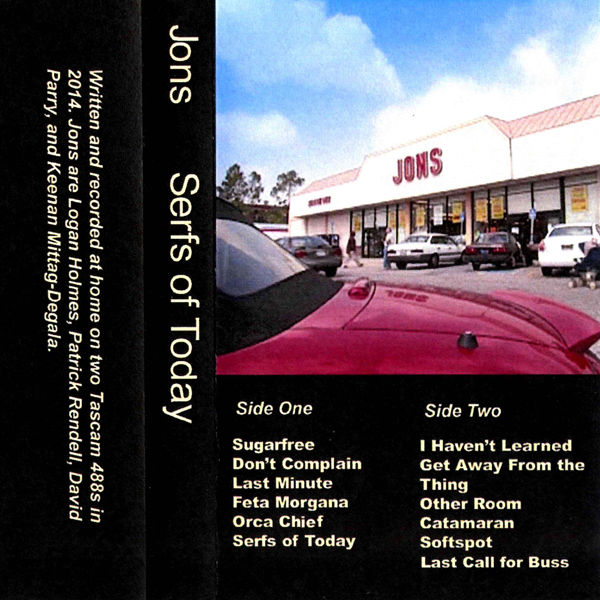 Written and recorded at home on two Tascam 488s in
2014. Jons are Logan Holmes, Patrick Rendell, David
Parry, and Keenan Mittag-Degala.
Jons Serfs of Today
JONS
JONS
Side One
Sugarfree
Don't Complain
Last Minute
Feta Morgana
Orca Chief
Serfs of Today
Side Two
I Haven't Learned
Get Away From the
Thing
Other Room
Catamaran
Softspot
Last Call for Buss